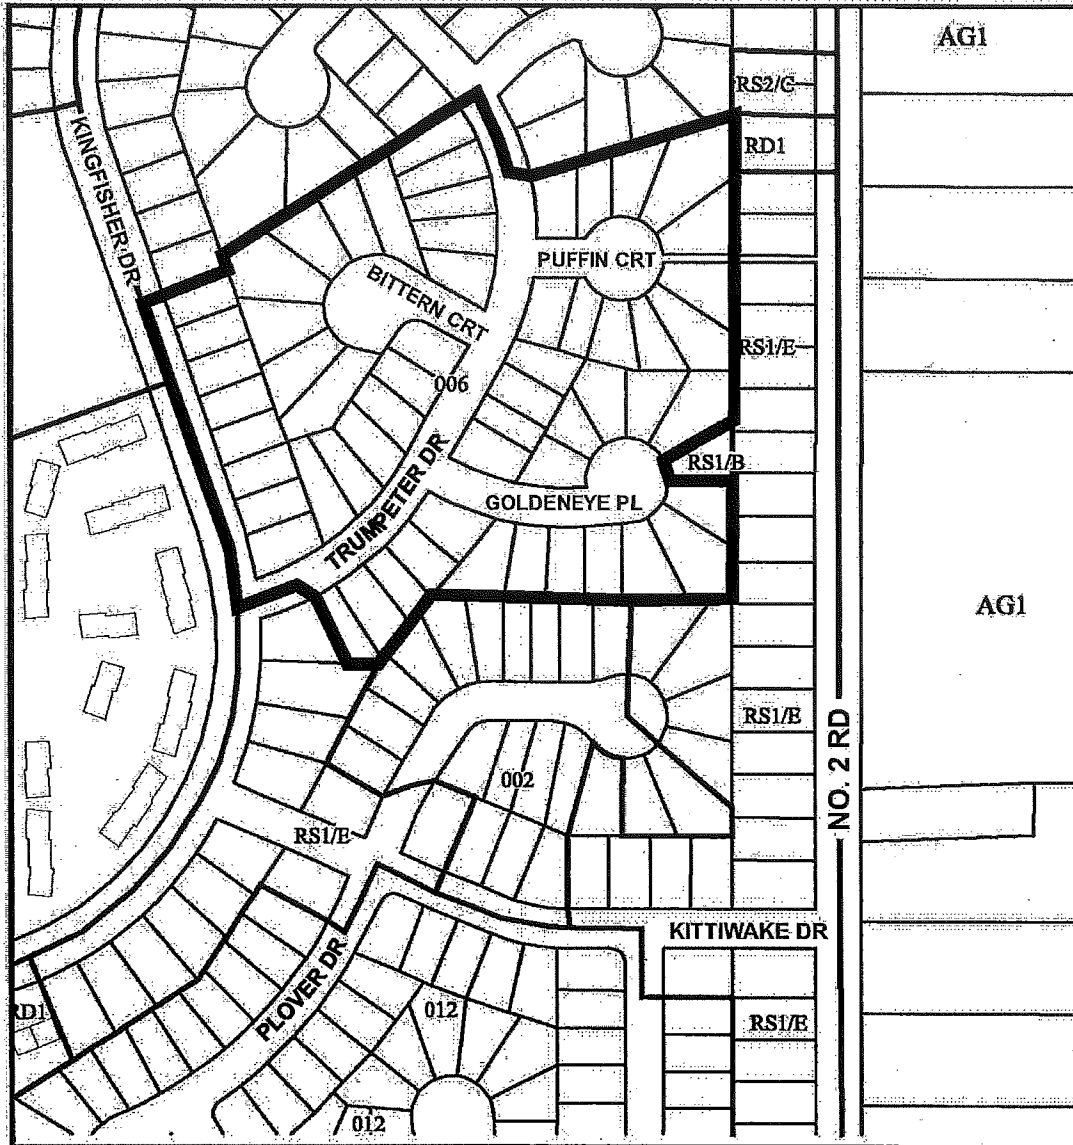 AG1
RS2/C
RD1
KINGFISHER DR
PUFFIN CRT
BITTERN CRT
RS1/E
006
RS1/B
TRUMPETER DR
GOLDENEYE PL
AG1
RS1/E
NO. 2 RD
002
RS1/E
KITTIWAKE DR
PLOVER DR
RD1
012
RS1/E
012